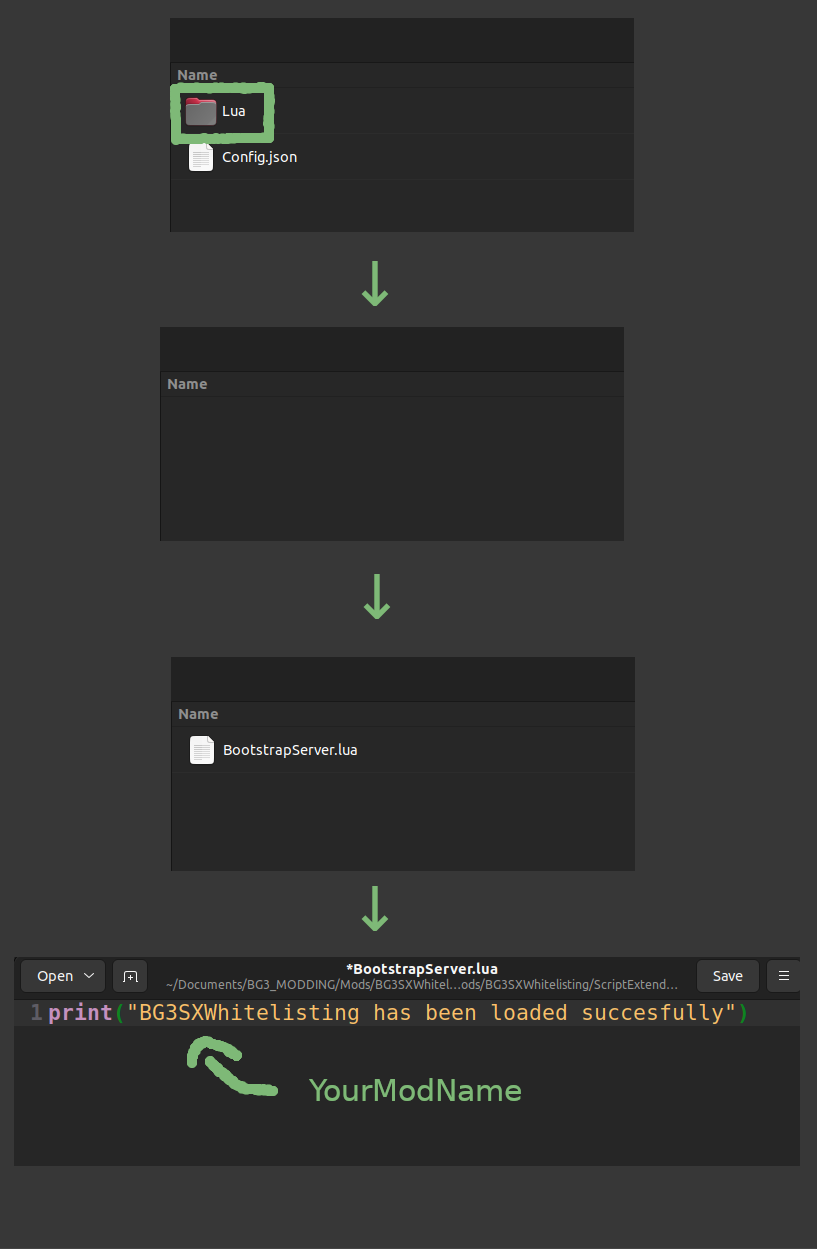 Name
Lua
Config.json
Name
Name
BootstrapServer.lua
Open
*BootstrapServer.lua
~/Documents/BG3_MODDING/Mods/BG3SXWhitel…ods/BG3SXWhitelisting/ScriptExtend…
Save
1 print("BG3SXWhitelisting has been loaded succesfully")
YourModName